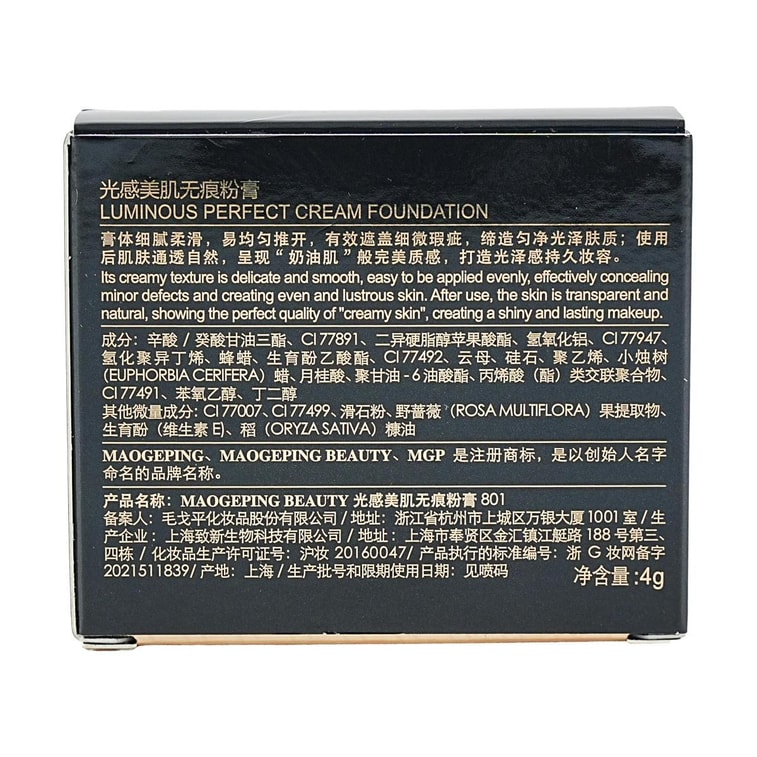 光感美肌无痕粉膏
LUMINOUS PERFECT CREAM FOUNDATION
膏体细腻柔滑，易均匀推开，有效遮盖细微瑕疵，缔造匀净光泽肤质；使用
后肌肤通透自然，呈现“奶油肌”般完美质感，打造光泽感持久妆容。
Its creamy texture is delicate and smooth, easy to be applied evenly, effectively concealing
minor defects and creating even and lustrous skin. After use, the skin is transparent and
natural, showing the perfect quality of "creamy skin", creating a shiny and lasting makeup.
成分：辛酸 / 癸酸甘油三酯、CI 77891、二异硬脂醇苹果酸酯、氢氧化铝、CI 77947、
氢化聚异丁烯、蜂蜡、生育酚乙酸酯、CI 77492、云母、硅石、聚乙烯、小烛树
(EUPHORBIA CERIFERA) 蜡、月桂酸、聚甘油 - 6 油酸酯、丙烯酸（酯）类交联聚合物、
CI 77491、苯氧乙醇、丁二醇
其他微量成分：CI 77007、CI 77499、滑石粉、野蔷薇（ROSA MULTIFLORA）果提取物、
生育酚（维生素 E)、稻（ORYZA SATIVA）糠油
MAOGEPING、MAOGEPING BEAUTY、MGP 是注册商标，是以创始人名字
命名的品牌名称。
产品名称：MAOGEPING BEAUTY 光感美肌无痕粉膏 801
备案人：毛戈平化妆品股份有限公司 / 地址：浙江省杭州市上城区万银大厦 1001 室 / 生
产企业：上海致新生物科技有限公司 / 地址：上海市奉贤区金汇镇江艇路 188 号第三、
四栋 / 化妆品生产许可证号：沪妆 20160047/ 产品执行的标准编号：浙 G 妆网备字
2021511839/ 产地：上海 / 生产批号和限期使用日期：见喷码
净含量:4g